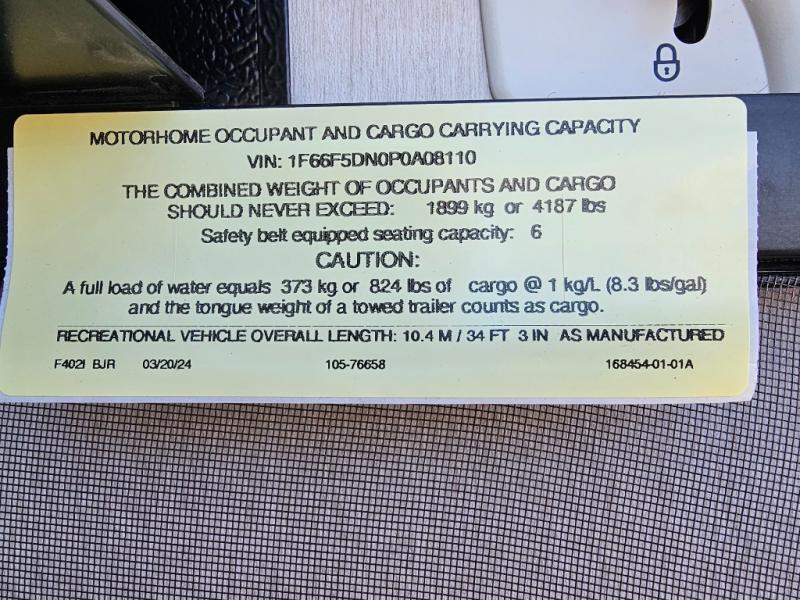 MOTORHOME OCCUPANT AND CARGO CARRYING CAPACITY
VIN: 1F66F5DN0P0A08110
THE COMBINED WEIGHT OF OCCUPANTS AND CARGO
SHOULD NEVER EXCEED: 1899 kg or 4187 lbs
Safety belt equipped seating capacity: 6
CAUTION:
A full load of water equals 373 kg or 824 lbs of cargo @ 1 kg/L (8.3 lbs/gal)
and the tongue weight of a towed trailer counts as cargo.
RECREATIONAL VEHICLE OVERALL LENGTH: 10.4 M / 34 FT 3 IN AS MANUFACTURED
F402I BJR 03/20/24 105-76658 168454-01-01A